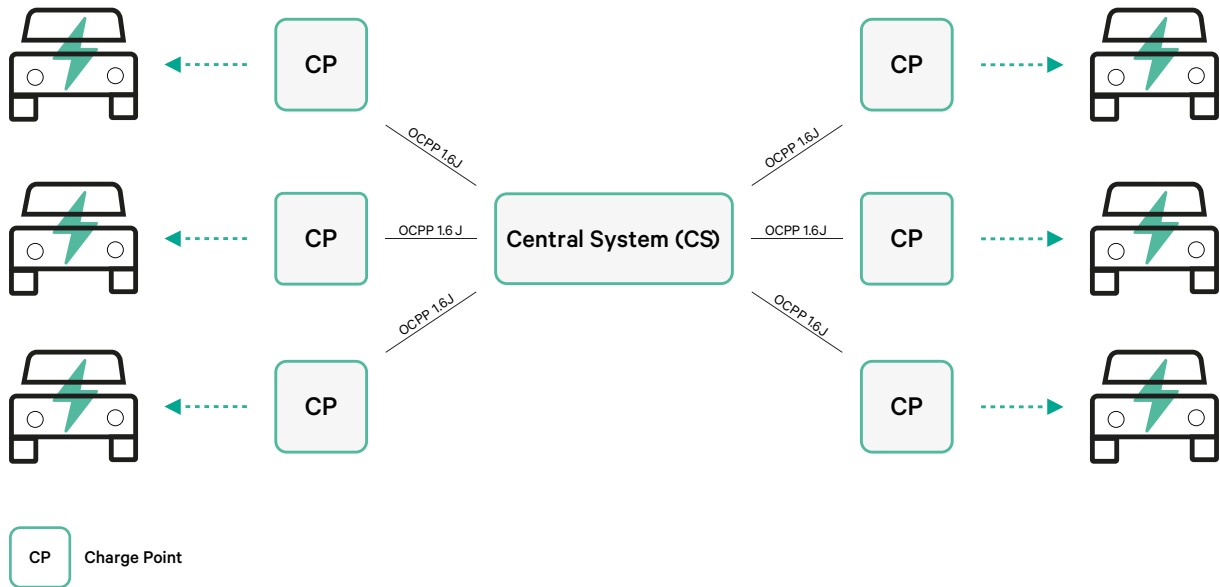 CP
CP
OCPP 1.6J
OCPP 1.6J
CP
OCPP 1.6 J
Central System (CS)
OCPP 1.6J
CP
OCPP 1.6J
OCPP 1.6J
CP
CP
CP
Charge Point